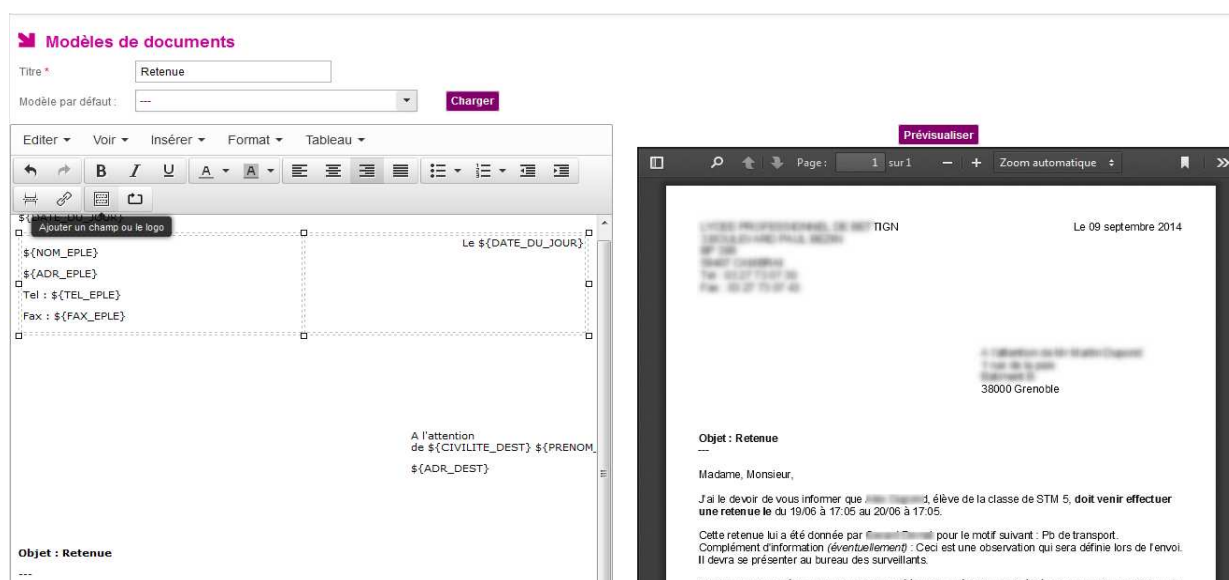 Modèles de documents
Titre *
Retenue
Modèle par défaut :
---
Charger
Editer
Voir
Insérer
Format
Tableau
B I U A A
Ajouter un champ ou le logo
${DATE_DU_JOUR}
Le ${DATE_DU_JOUR}
${NOM_EPLE}
${ADR_EPLE}
Tel : ${TEL_EPLE}
Fax : ${FAX_EPLE}
A l'attention
de ${CIVILITE_DEST} ${PRENOM_
${ADR_DEST}
Objet : Retenue
---
Prévisualiser
Page : 1 sur 1 Zoom automatique
TIGN
Le 09 septembre 2014
38000 Grenoble
Objet : Retenue
---
Madame, Monsieur,
J'ai le devoir de vous informer que , élève de la classe de STM 5, doit venir effectuer
une retenue le du 19/06 à 17:05 au 20/06 à 17:05.
Cette retenue lui a été donnée par pour le motif suivant : Pb de transport.
Complément d'information (éventuellement) : Ceci est une observation qui sera définie lors de l'envoi.
Il devra se présenter au bureau des surveillants.